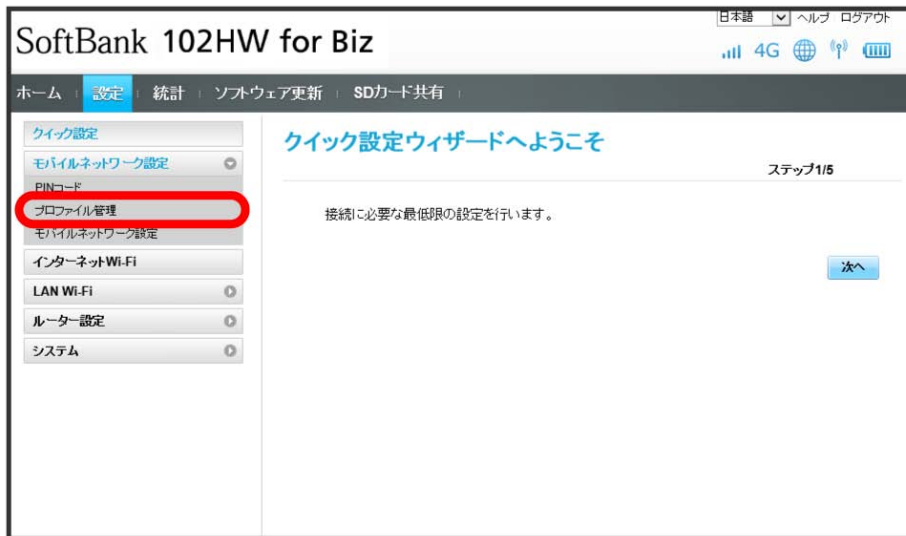 日本語 ヘルプ ログアウト
SoftBank 102HW for Biz
4G
ホーム 設定 統計 ソフトウェア更新 SDカード共有
クイック設定
モバイルネットワーク設定
PINコード
プロファイル管理
モバイルネットワーク設定
インターネットWi-Fi
LAN Wi-Fi
ルーター設定
システム
クイック設定ウィザードへようこそ
ステップ1/5
接続に必要な最低限の設定を行います。
次へ